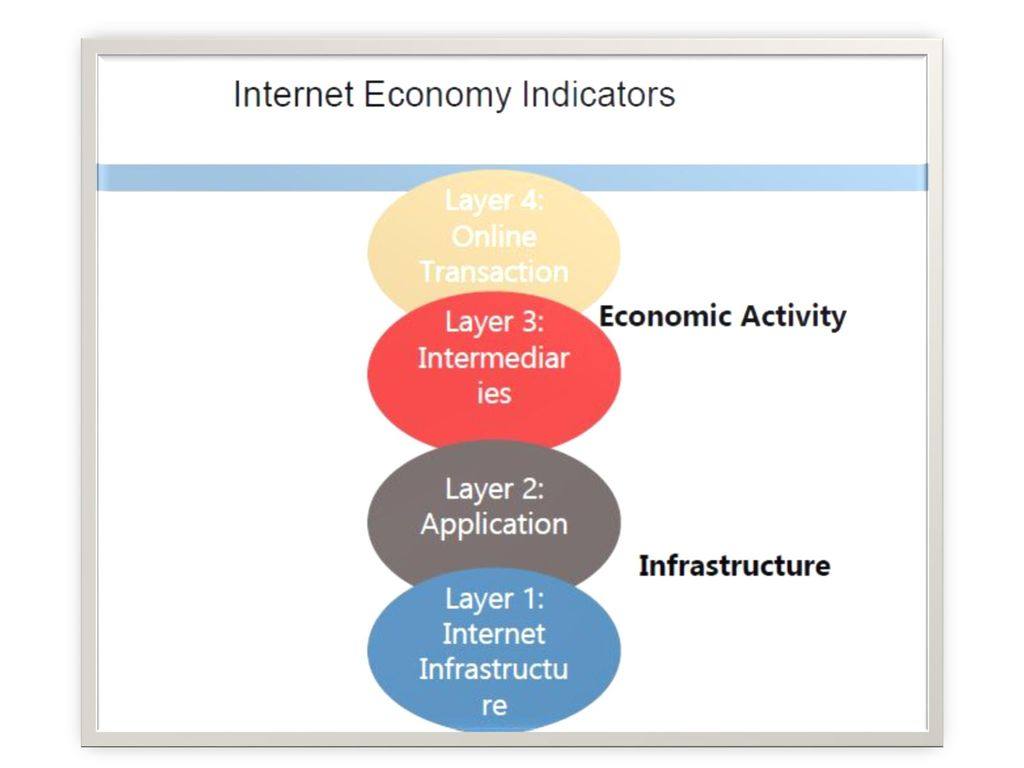 Internet Economy Indicators
Layer 4:
Online
Transaction
Economic Activity
Layer 3:
Intermediar
ies
Layer 2:
Application
Infrastructure
Layer 1:
Internet
Infrastructu
re